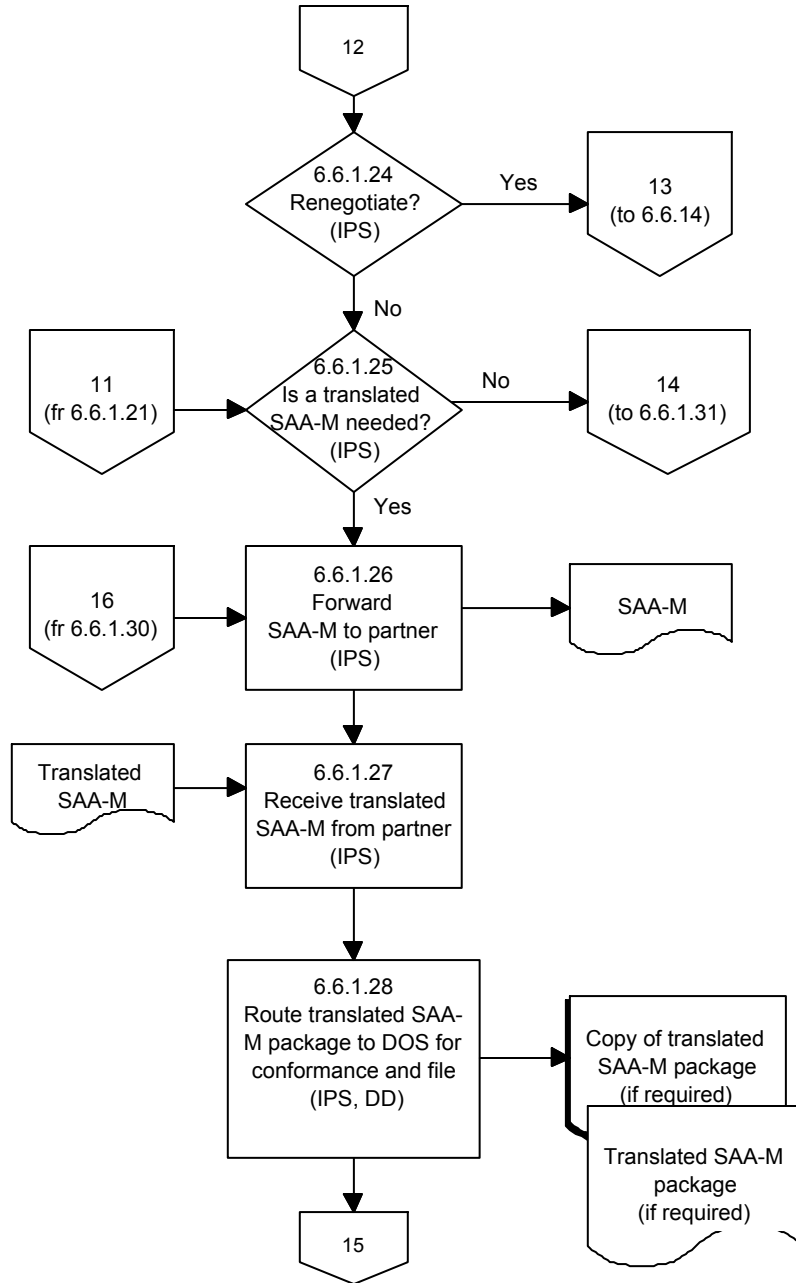 12
6.6.1.24
Renegotiate?
(IPS)
Yes
13
(to 6.6.14)
No
11
(fr 6.6.1.21)
6.6.1.25
Is a translated
SAA-M needed?
(IPS)
No
14
(to 6.6.1.31)
Yes
16
(fr 6.6.1.30)
6.6.1.26
Forward
SAA-M to partner
(IPS)
SAA-M
Translated
SAA-M
6.6.1.27
Receive translated
SAA-M from partner
(IPS)
6.6.1.28
Route translated SAA-
M package to DOS for
conformance and file
(IPS, DD)
Copy of translated
SAA-M package
(if required)
Translated SAA-M
package
(if required)
15